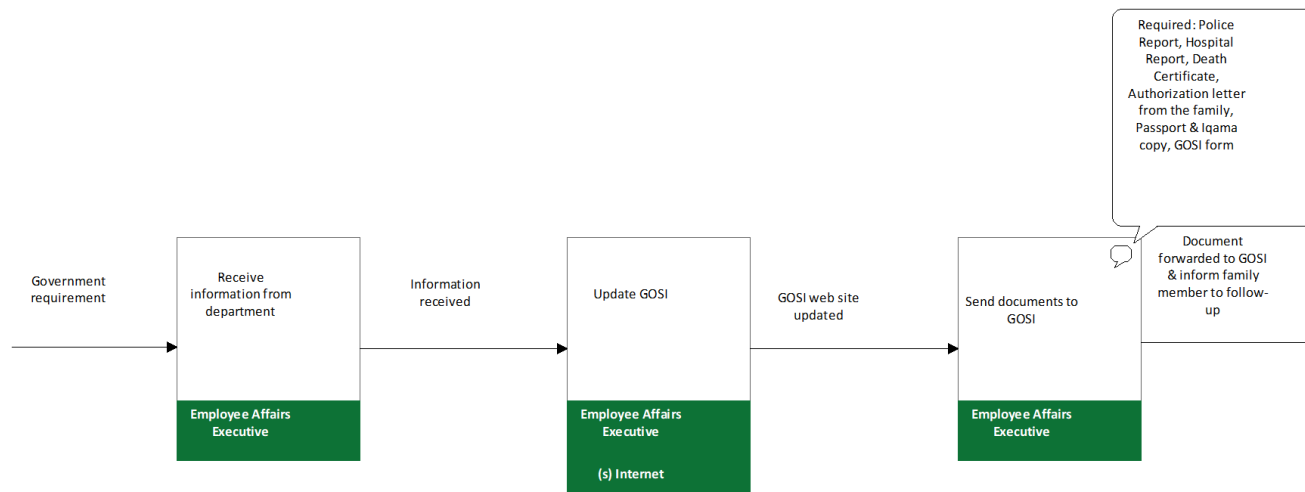 Required: Police
Report, Hospital
Report, Death
Certificate,
Authorization letter
from the family,
Passport & Iqama
copy, GOSI form
Government
requirement
Receive
information from
department
Employee Affairs
Executive
Information
received
Update GOSI
Employee Affairs
Executive
(s) Internet
GOSI web site
updated
Send documents to
GOSI
Employee Affairs
Executive
Document
forwarded to GOSI
& inform family
member to follow-
up